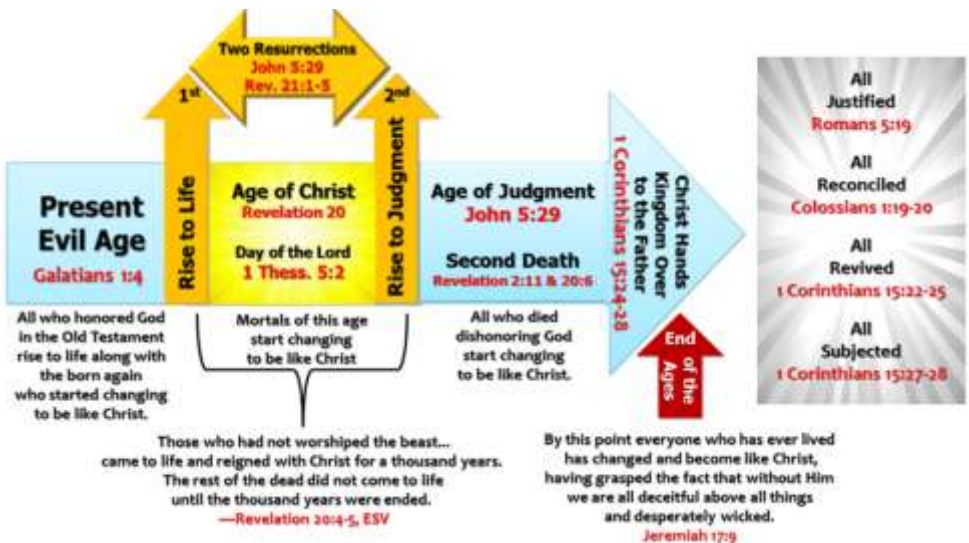 Two Resurrections
John 5:29
Rev. 21:1-5
1st
Rise to Life
2nd
Rise to Judgment
Present
Evil Age
Galatians 1:4
Age of Christ
Revelation 20
Day of the Lord
1 Thess. 5:2
Age of Judgment
John 5:29
Second Death
Revelation 2:11 & 20:6
Christ Hands
Kingdom Over
to the Father
1 Corinthians 15:24-28
All
Justified
Romans 5:19
All
Reconciled
Colossians 1:19-20
All
Revived
1 Corinthians 15:22-25
All
Subjected
1 Corinthians 15:27-28
All who honored God
in the Old Testament
rise to life along with
the born again
who started changing
to be like Christ.
Mortals of this age
start changing
to be like Christ
All who died
dishonoring God
start changing
to be like Christ.
End
of the
Ages
Those who had not worshiped the beast...
came to life and reigned with Christ for a thousand years.
The rest of the dead did not come to life
until the thousand years were ended.
—Revelation 20:4-5, ESV
By this point everyone who has ever lived
has changed and become like Christ,
having grasped the fact that without Him
we are all deceitful above all things
and desperately wicked.
Jeremiah 17:9